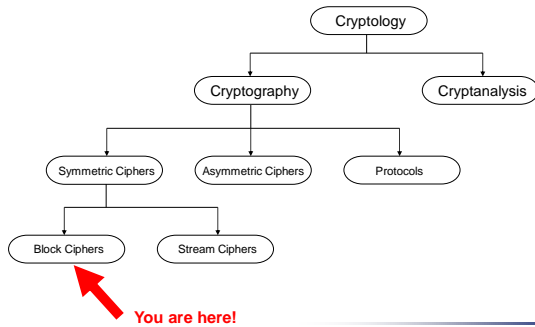 Cryptology
Cryptography
Cryptanalysis
Symmetric Ciphers
Asymmetric Ciphers
Protocols
Block Ciphers
Stream Ciphers
You are here!